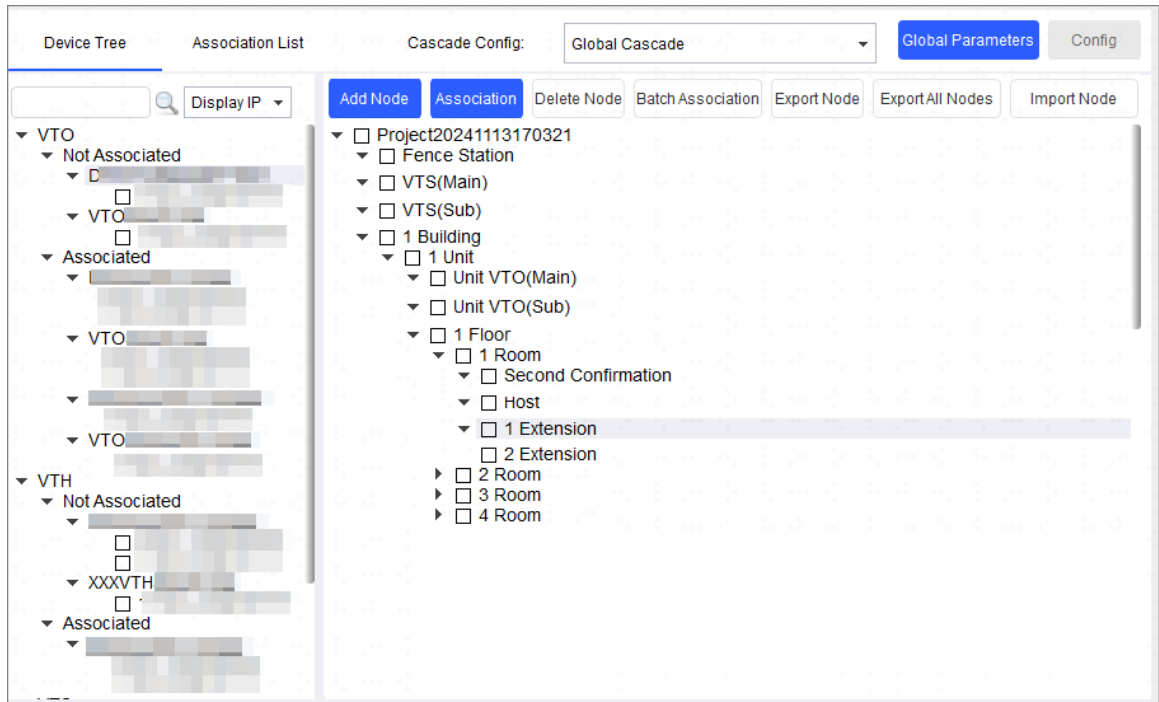 Device Tree Association List Cascade Config: Global Cascade Global Parameters Config
Display IP
Add Node Association Delete Node Batch Association Export Node Export All Nodes Import Node
VTO
Not Associated
D
VTO
Associated
VTO
VTO
VTH
Not Associated
XXXVTH
Associated
Project20241113170321
Fence Station
VTS(Main)
VTS(Sub)
1 Building
1 Unit
Unit VTO(Main)
Unit VTO(Sub)
1 Floor
1 Room
Second Confirmation
Host
1 Extension
2 Extension
2 Room
3 Room
4 Room